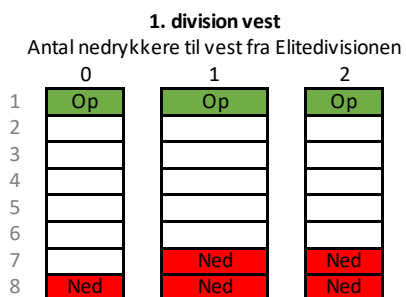 1. division vest
Antal nedrykkere til vest fra Elitedivisionen
0 1 2
1 Op Op Op
2
3
4
5
6
7 Ned Ned
8 Ned Ned Ned